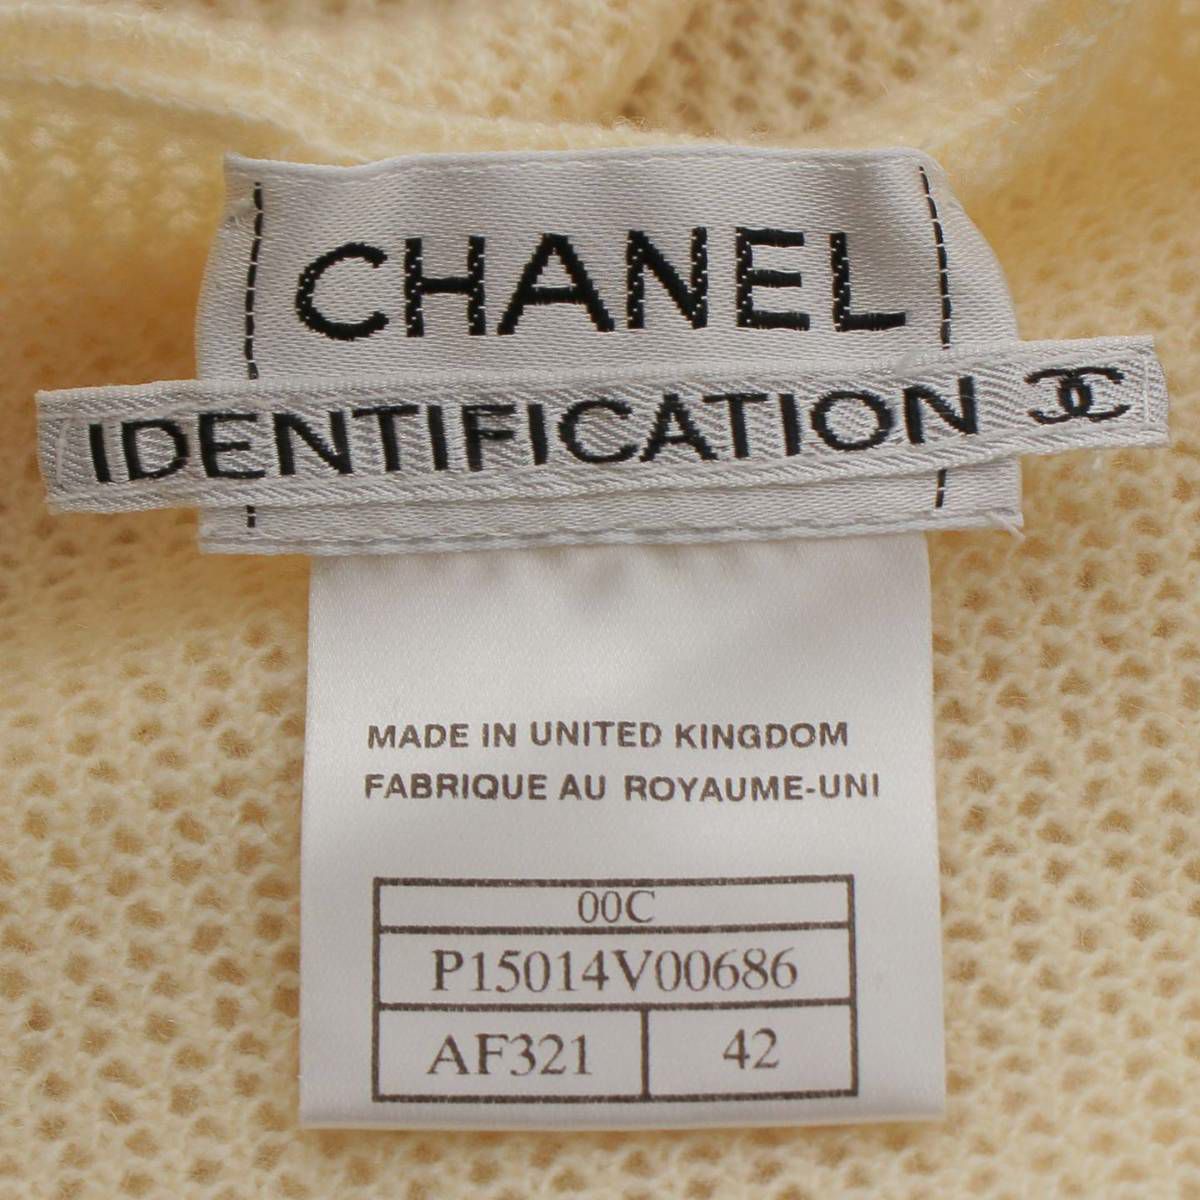 CHANEL
IDENTIFICATION
MADE IN UNITED KINGDOM
FABRIQUE AU ROYAUME-UNI
00C
P15014V00686
AF321 42